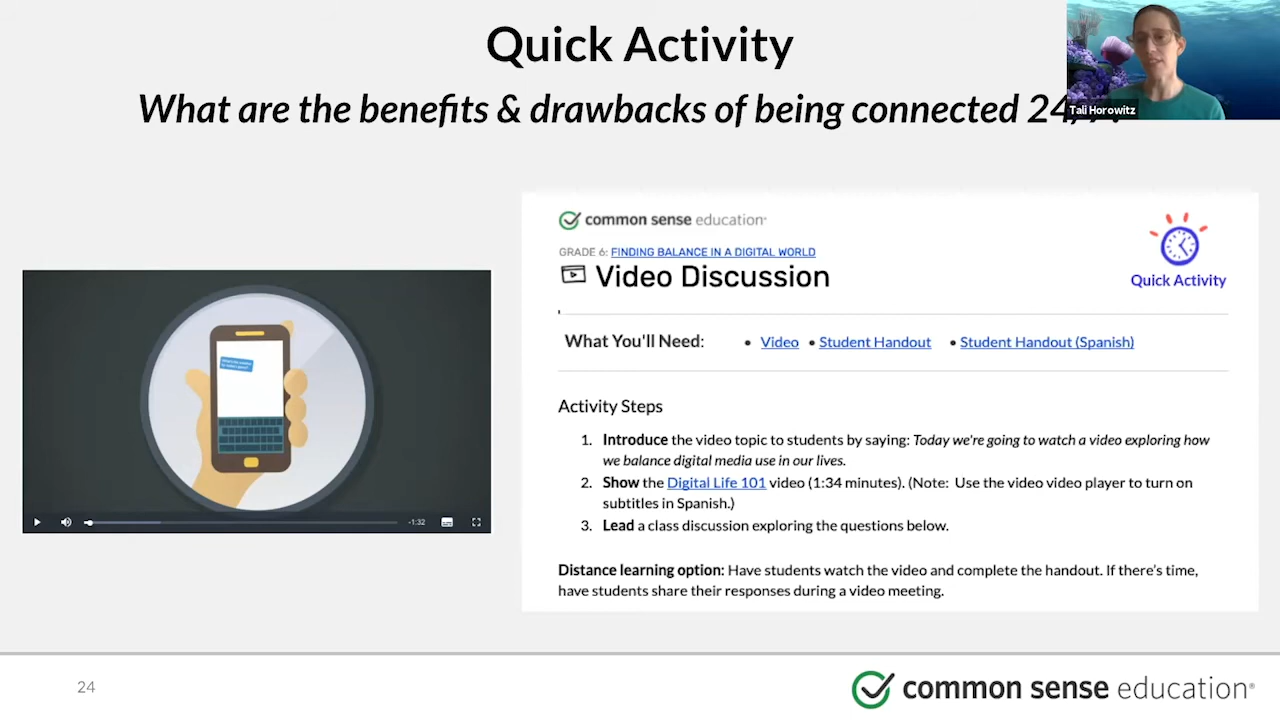 Quick Activity
What are the benefits & drawbacks of being connected 24/7?
Tali Horowitz
common sense education
GRADE 6: FINDING BALANCE IN A DIGITAL WORLD
Video Discussion
Quick Activity
What You'll Need: • Video • Student Handout • Student Handout (Spanish)
Activity Steps
1. Introduce the video topic to students by saying: Today we're going to watch a video exploring how
we balance digital media use in our lives.
2. Show the Digital Life 101 video (1:34 minutes). (Note: Use the video video player to turn on
subtitles in Spanish.)
3. Lead a class discussion exploring the questions below.
Distance learning option: Have students watch the video and complete the handout. If there's time,
have students share their responses during a video meeting.
-1:32
24
common sense education®